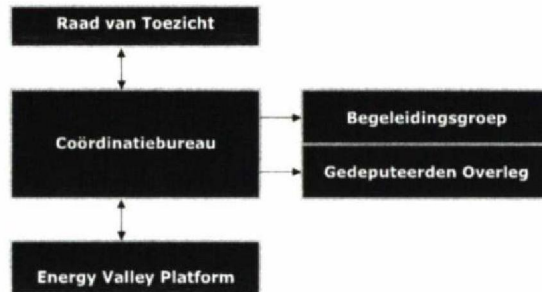 Raad van Toezicht
Coördinatiebureau
Begeleidingsgroep
Gedeputeerden Overleg
Energy Valley Platform